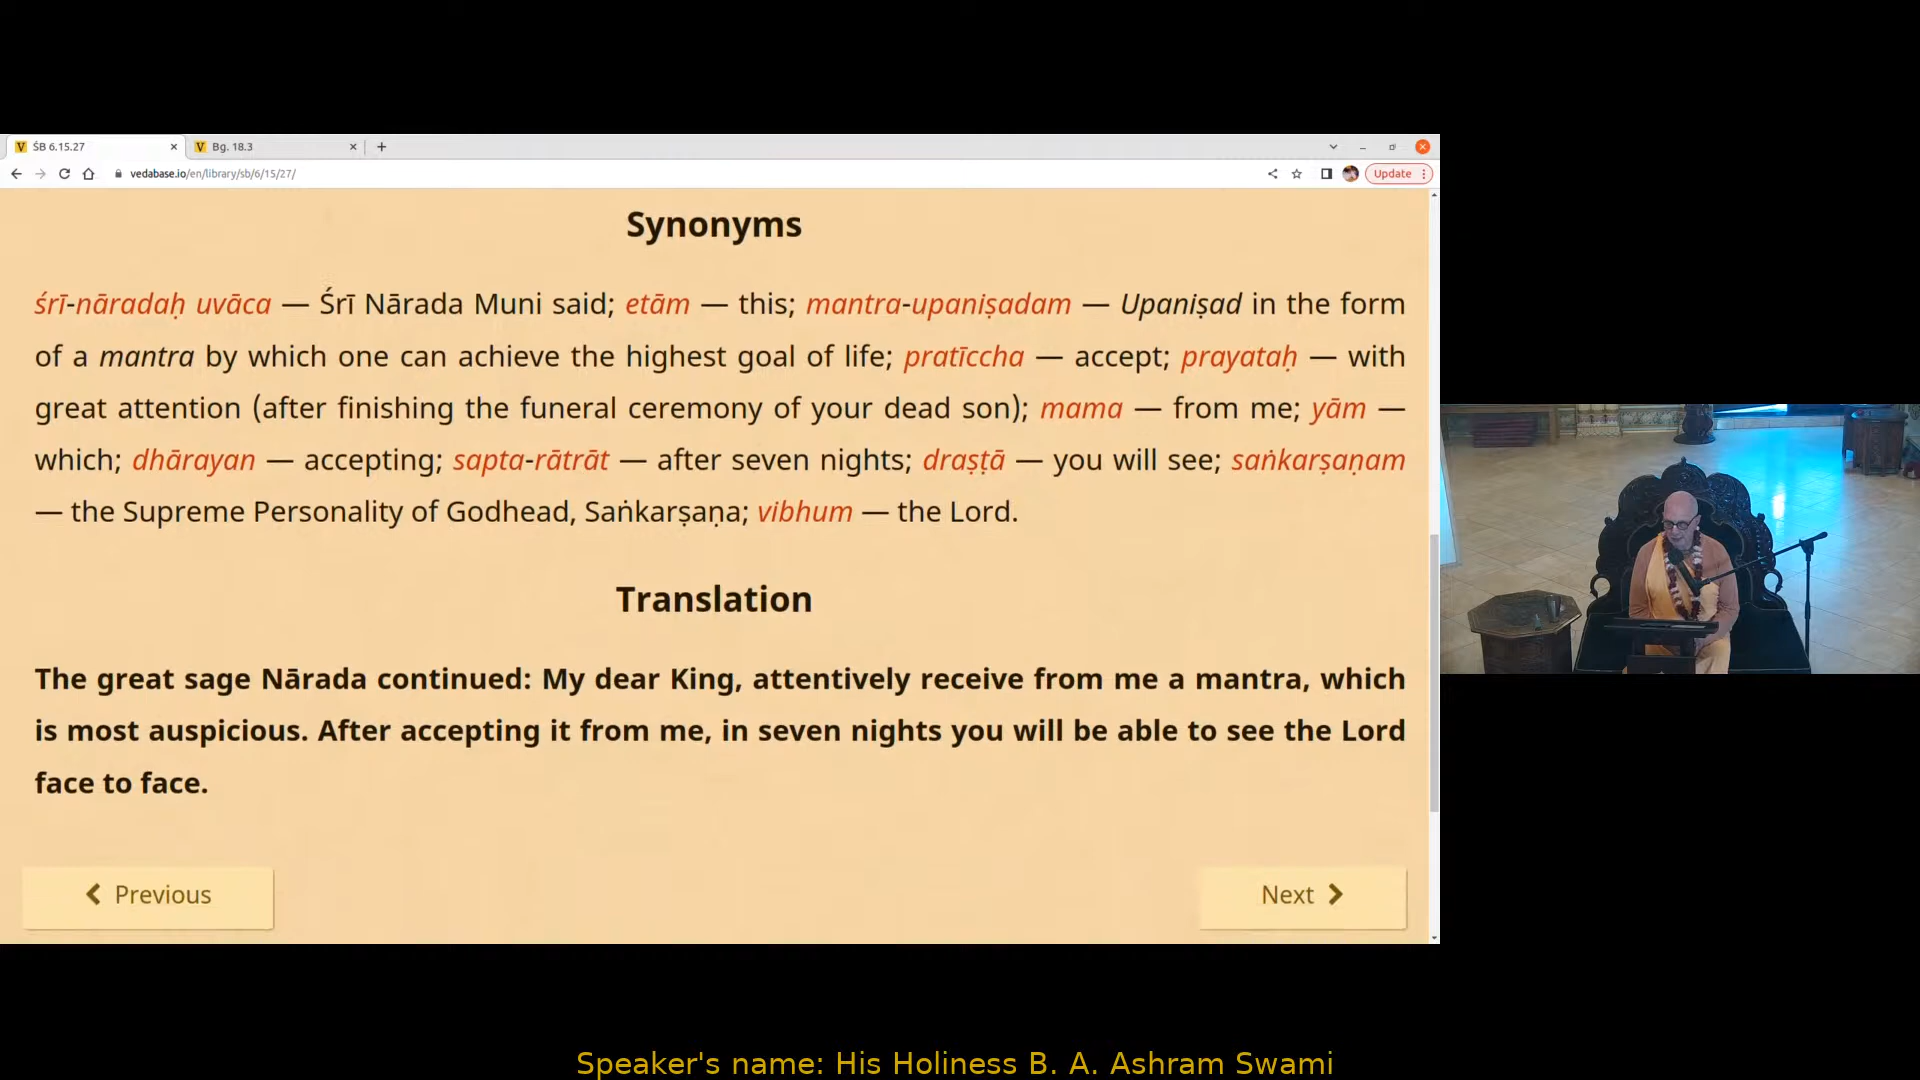 ŚB 6.15.27
Bg. 18.3
vedabase.io/en/library/sb/6/15/27/
Update
Synonyms
śrī-nāradaḥ uvāca — Śrī Nārada Muni said; etām — this; mantra-upaniṣadam — Upaniṣad in the form
of a mantra by which one can achieve the highest goal of life; pratīccha — accept; prayataḥ — with
great attention (after finishing the funeral ceremony of your dead son); mama — from me; yām —
which; dhārayan — accepting; sapta-rātrāt — after seven nights; draṣṭā — you will see; saṅkarṣaṇam
— the Supreme Personality of Godhead, Saṅkarṣaṇa; vibhum — the Lord.
Translation
The great sage Nārada continued: My dear King, attentively receive from me a mantra, which
is most auspicious. After accepting it from me, in seven nights you will be able to see the Lord
face to face.
Previous
Next
Speaker's name: His Holiness B. A. Ashram Swami